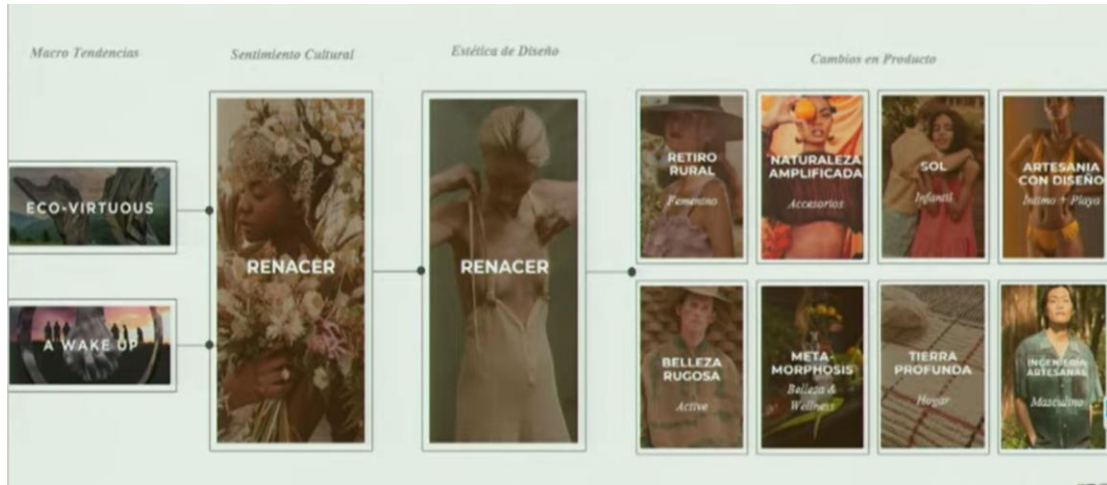 Macro Tendencias
Sentimiento Cultural
Estética de Diseño
Cambios en Producto
ECO-VIRTUOUS
A WAKE UP
RENACER
RENACER
RETIRO
RURAL
Femenino
NATURALEZA
AMPLIFICADA
Accesorios
SOL
Infantil
ARTESANIA
CON DISEÑO
Intimo + Playa
BELLEZA
RUGOSA
Active
META-
MORPHOSIS
Belleza &
Wellness
TIERRA
PROFUNDA
Hogar
INGENIERÍA
ARTESANAL
Masculino